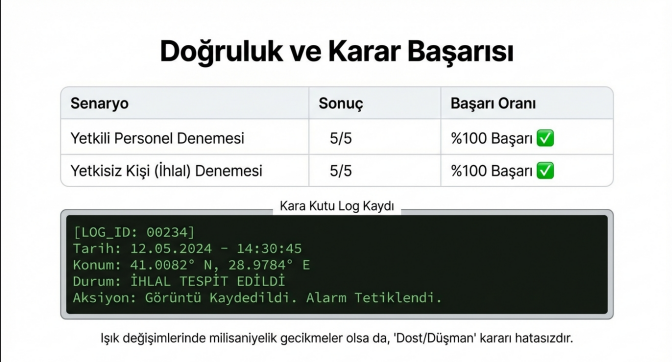 Doğruluk ve Karar Başarısı
Senaryo Sonuç Başarı Oranı
Yetkili Personel Denemesi 5/5 %100 Başarı ✅
Yetkisiz Kişi (İhlal) Denemesi 5/5 %100 Başarı ✅
Kara Kutu Log Kaydı
[LOG_ID: 00234]
Tarih: 12.05.2024 - 14:30:45
Konum: 41.0082° N, 28.9784° E
Durum: İHLAL TESPİT EDİLDİ
Aksiyon: Görüntü Kaydedildi. Alarm Tetiklendi.
Işık değişimlerinde milisaniyelik gecikmeler olsa da, 'Dost/Düşman' kararı hatasızdır.